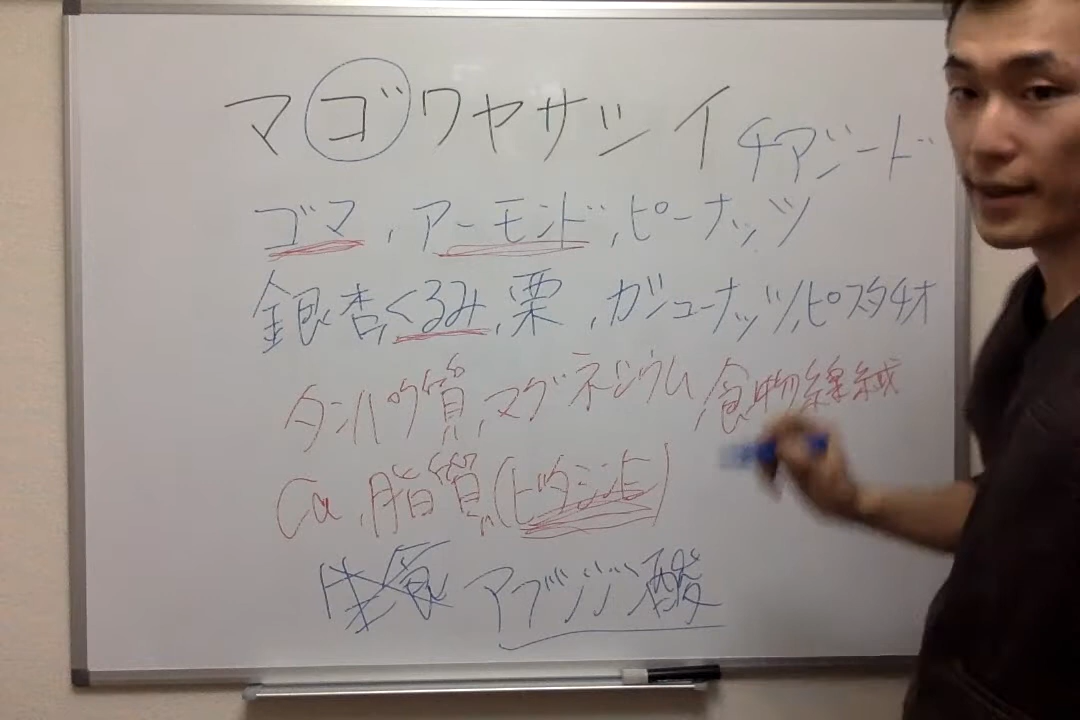 マゴワヤサシイ チアシード
ゴマ、アーモンド、ピーナッツ
銀杏、くるみ、栗、カシューナッツ、ピスタチオ
タンパク質、マグネシウム、食物繊維
Ca、脂質、(ビタミンE)
生食 アブシジン酸